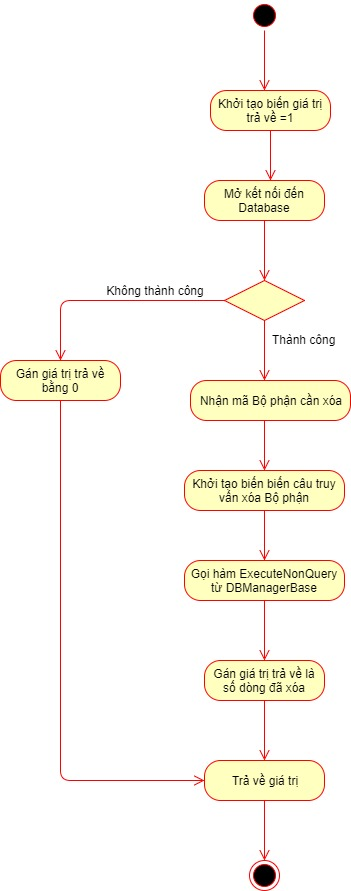 Khởi tạo biến giá trị
trả về =1
Mở kết nối đến
Database
Không thành công
Thành công
Gán giá trị trả về
bằng 0
Nhận mã Bộ phận cần xóa
Khởi tạo biến biến câu truy
vấn xóa Bộ phận
Gọi hàm ExecuteNonQuery
từ DBManagerBase
Gán giá trị trả về là
số dòng đã xóa
Trả về giá trị